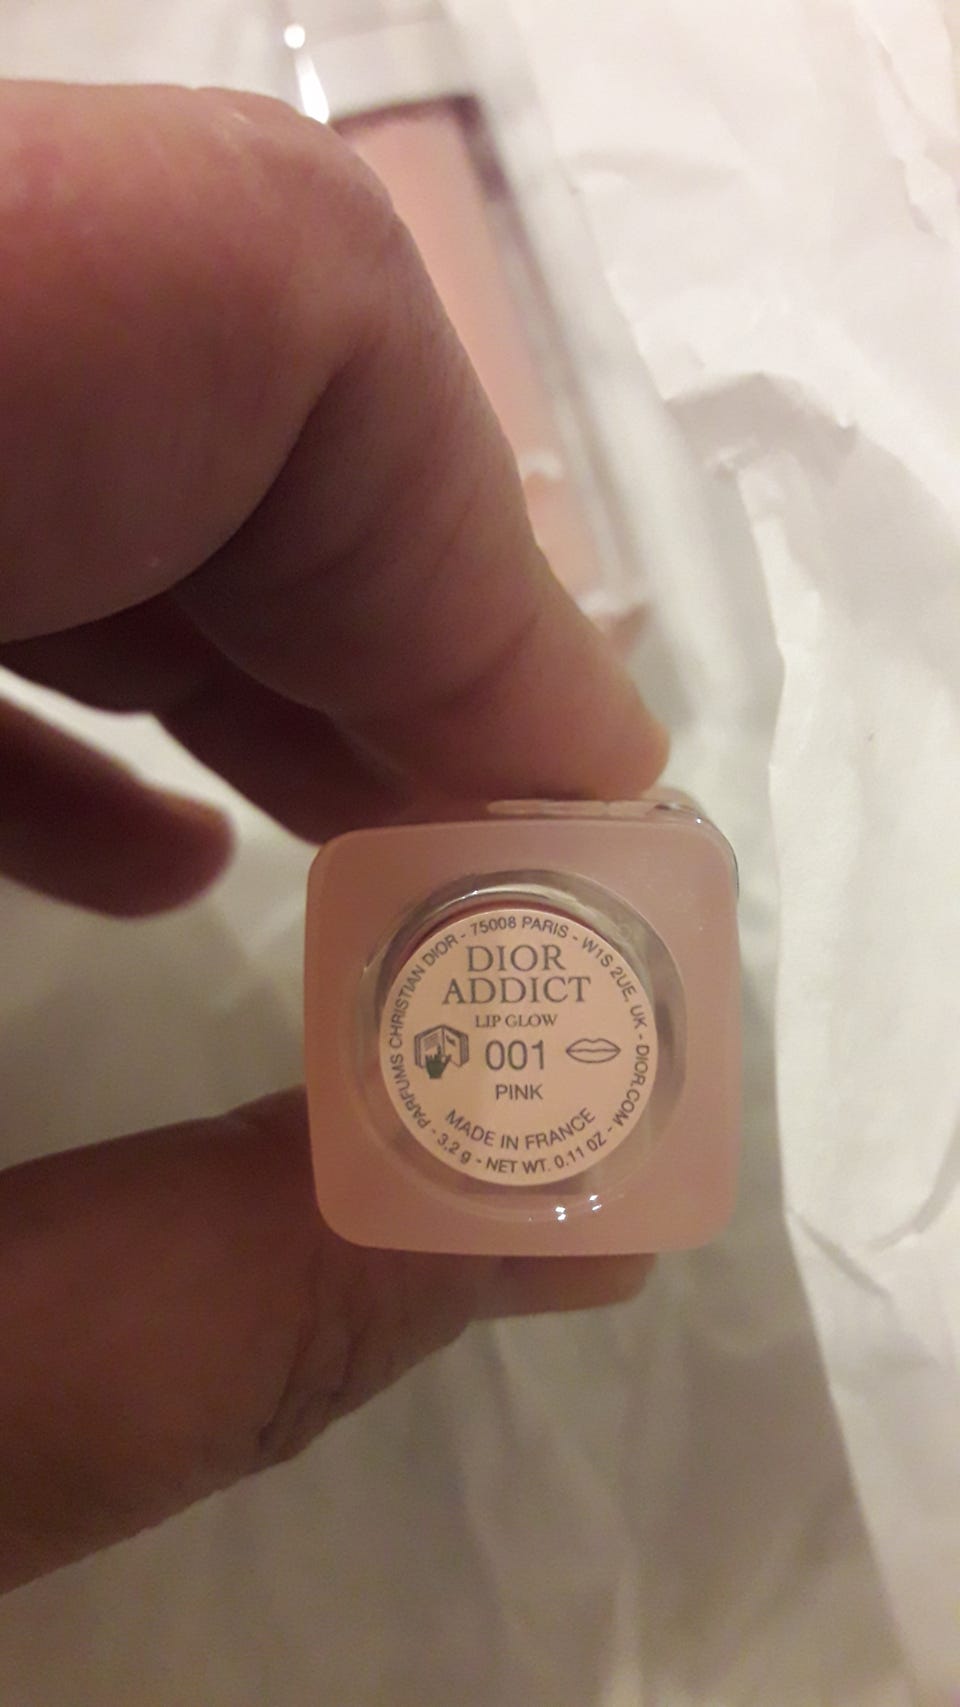 PARFUMS CHRISTIAN DIOR - 75008 PARIS - W1S 2UE, UK - DIOR.COM - 3,2 g - NET WT. 0.11 OZ -
DIOR
ADDICT
LIP GLOW
001
PINK
MADE IN FRANCE